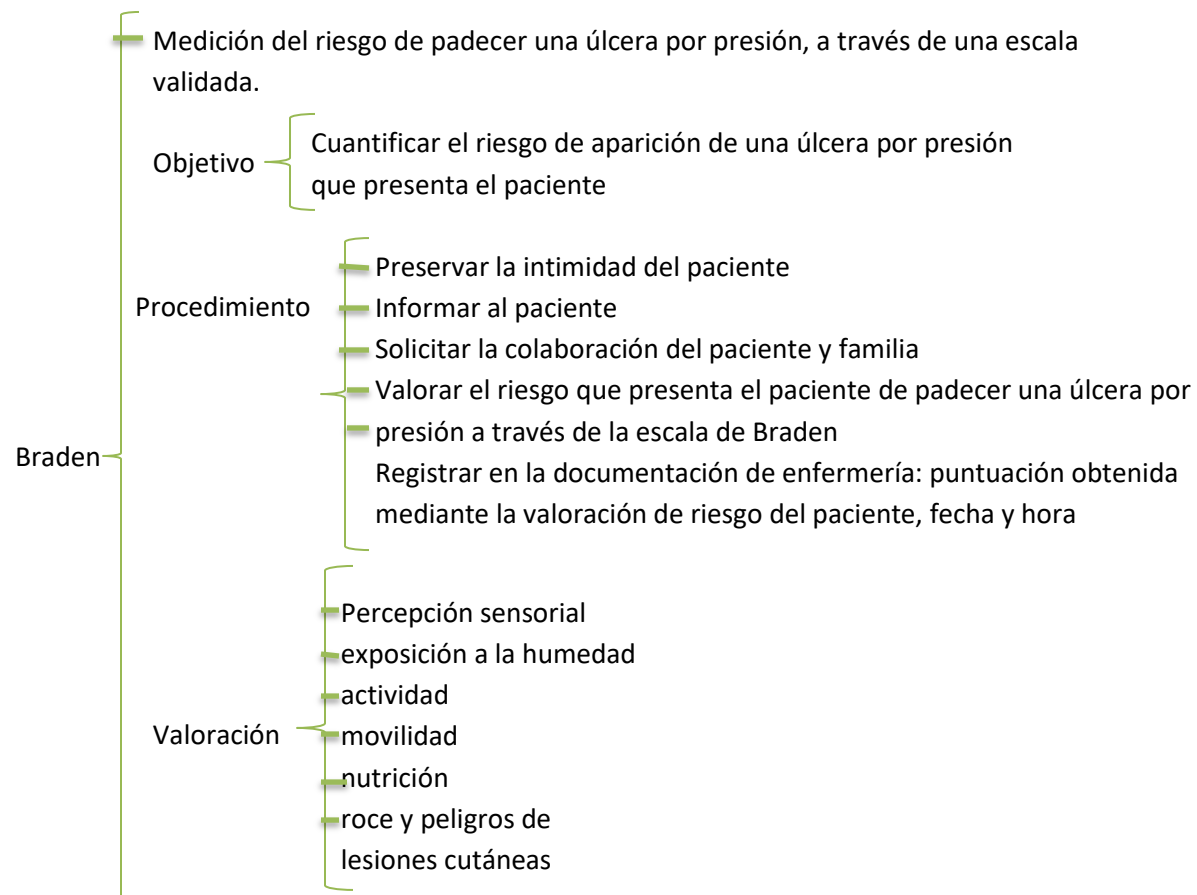 Medición del riesgo de padecer una úlcera por presión, a través de una escala
validada.
Objetivo
Cuantificar el riesgo de aparición de una úlcera por presión
que presenta el paciente
Procedimiento
Preservar la intimidad del paciente
Informar al paciente
Solicitar la colaboración del paciente y familia
Valorar el riesgo que presenta el paciente de padecer una úlcera por
presión a través de la escala de Braden
Registrar en la documentación de enfermería: puntuación obtenida
mediante la valoración de riesgo del paciente, fecha y hora
Braden
Valoración
Percepción sensorial
exposición a la humedad
actividad
movilidad
nutrición
roce y peligros de
lesiones cutáneas